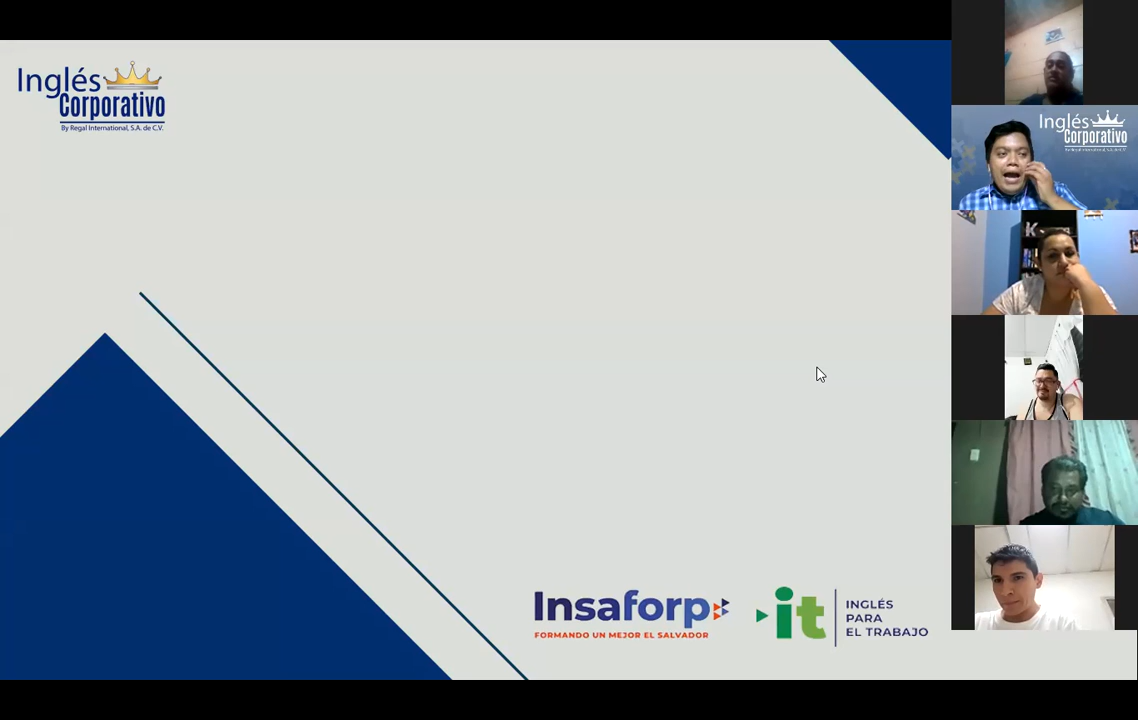 Inglés
Corporativo
By Regal International, S.A. de C.V.
Inglés
Corporativo
K
Insaforp
FORMANDO UN MEJOR EL SALVADOR
it
INGLÉS
PARA
EL TRABAJO